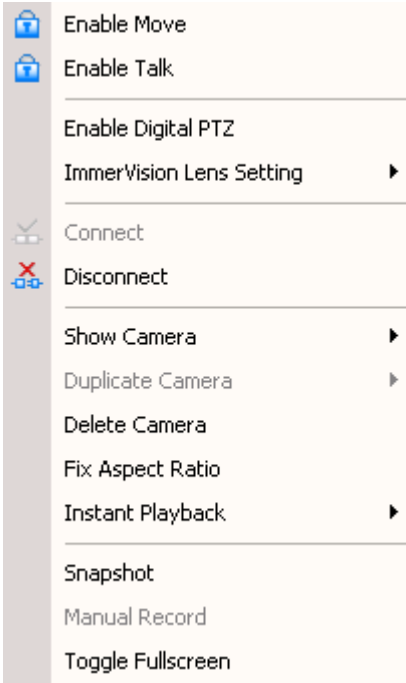 Enable Move
Enable Talk
Enable Digital PTZ
ImmerVision Lens Setting
Connect
Disconnect
Show Camera
Duplicate Camera
Delete Camera
Fix Aspect Ratio
Instant Playback
Snapshot
Manual Record
Toggle Fullscreen